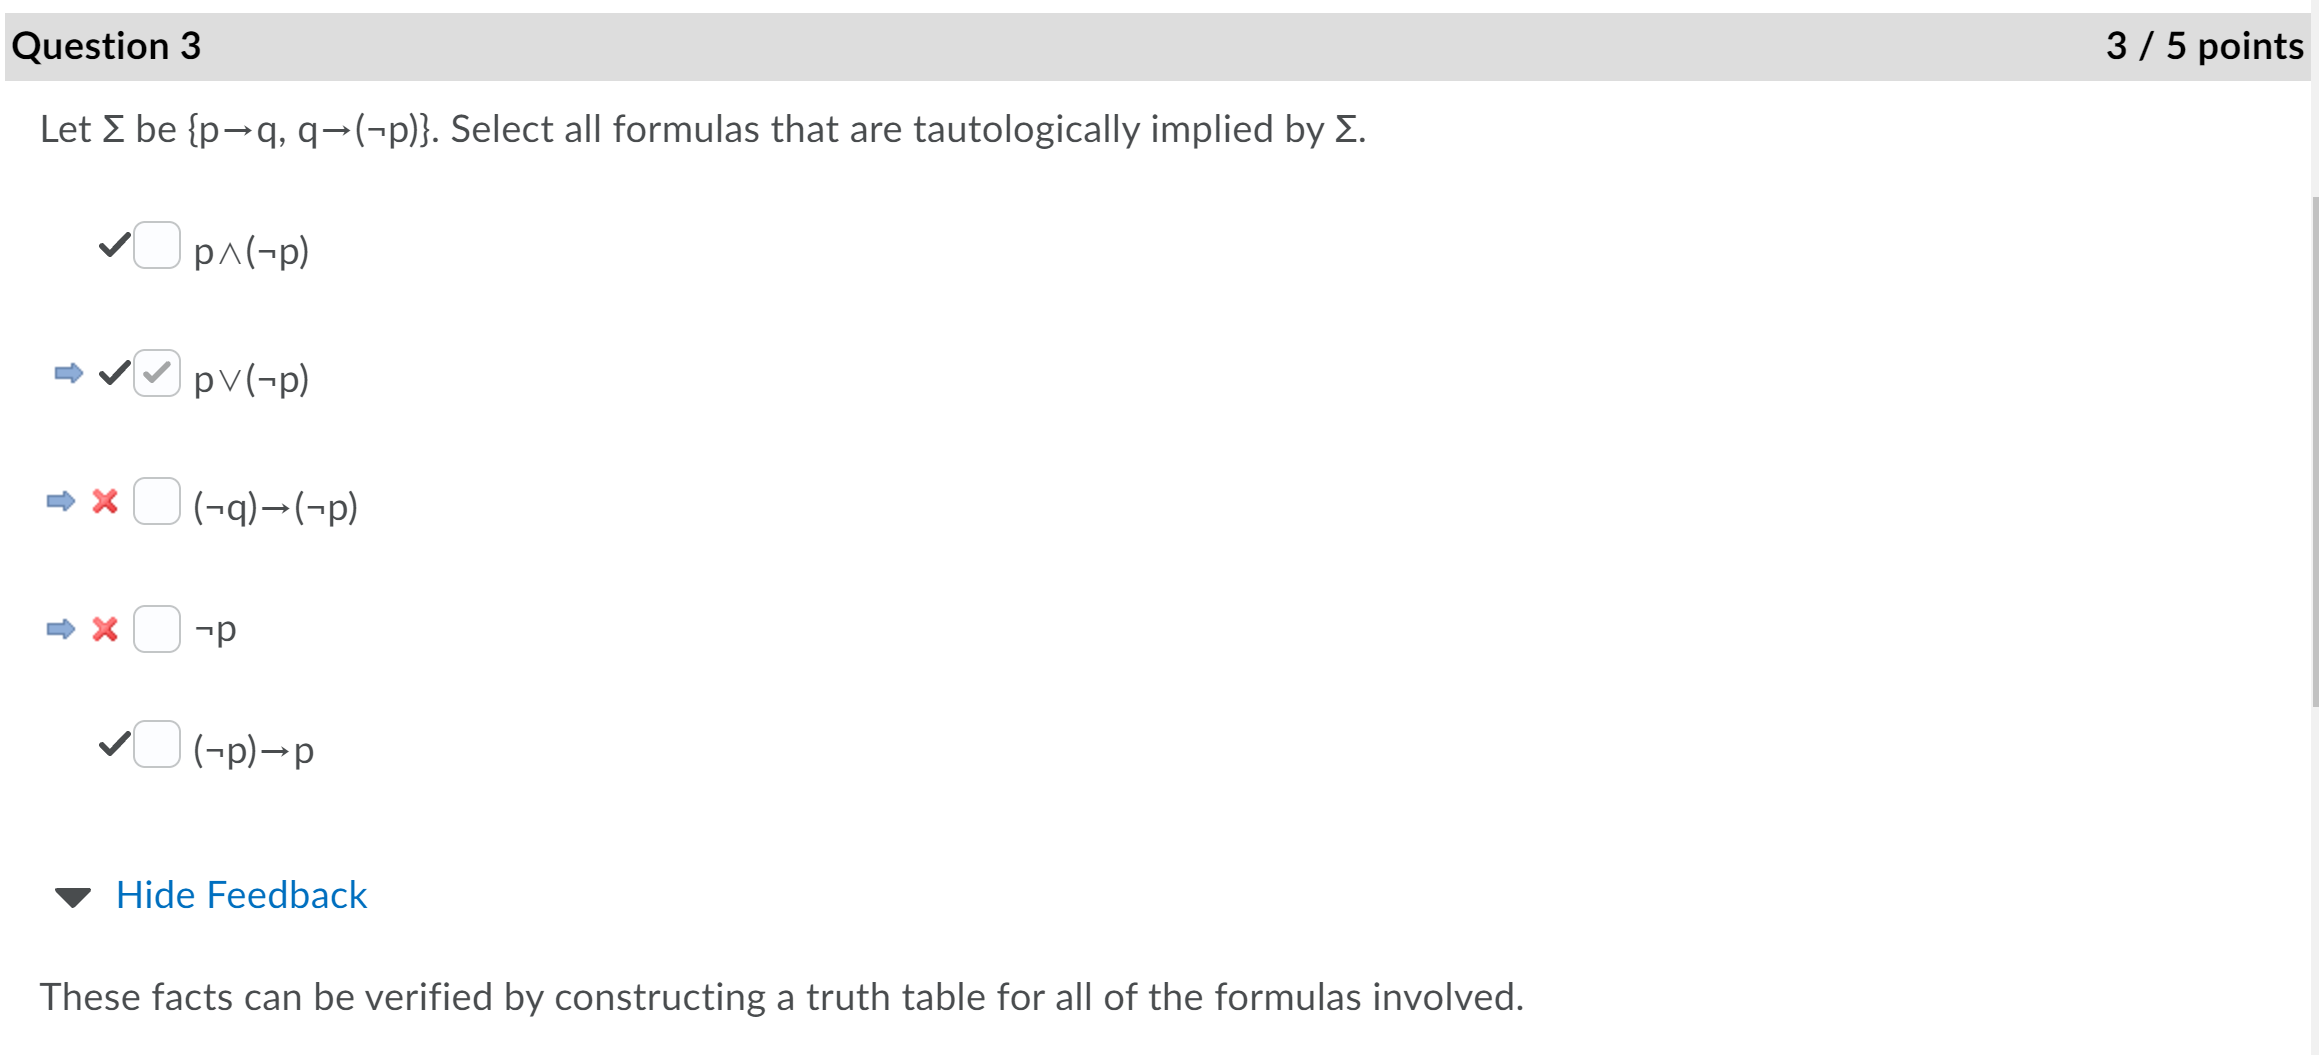 Question 3
3 / 5 points
Let Σ be {p→q, q→(¬p)}. Select all formulas that are tautologically implied by Σ.
p∧(¬p)
p∨(¬p)
(¬q)→(¬p)
¬p
(¬p)→p
Hide Feedback
These facts can be verified by constructing a truth table for all of the formulas involved.